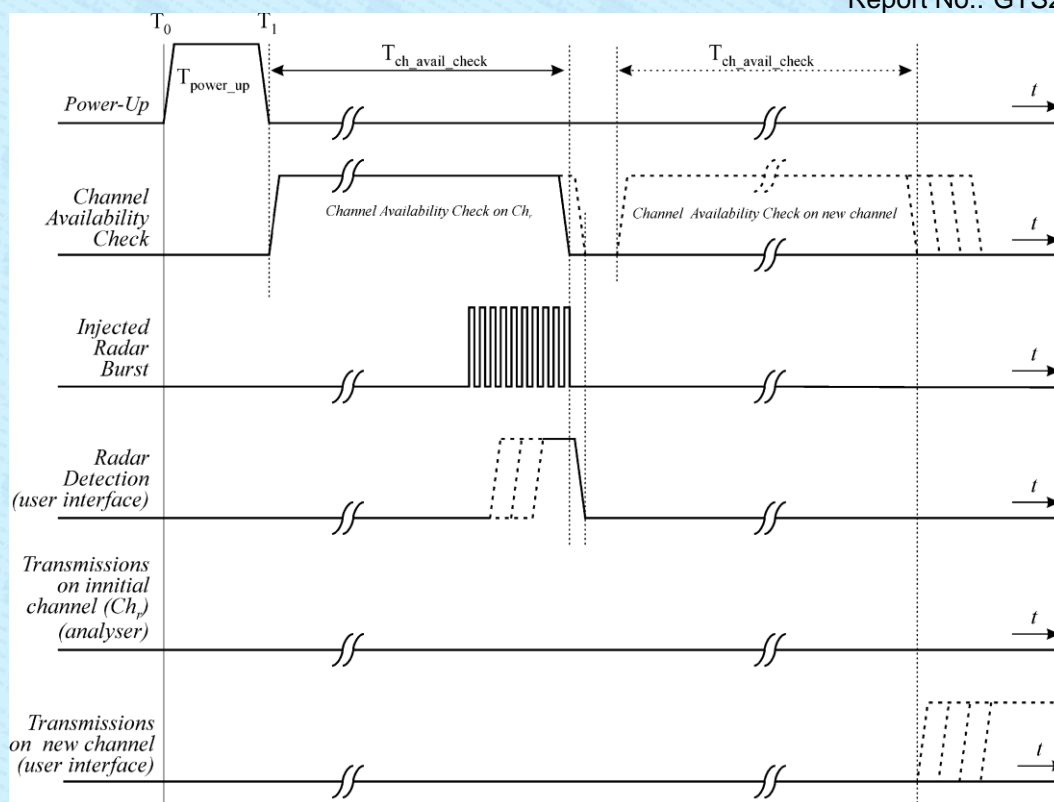 Report No.: GTS2
T0 T1
Tch_avail_check
Tch_avail_check
Tpower_up
t
Power-Up
Channel
Availability
Check
Channel Availability Check on Chr
Channel Availability Check on new channel
t
Injected
Radar
Burst
t
Radar
Detection
(user interface)
t
Transmissions
on innitial
channel (Chr)
(analyser)
t
Transmissions
on new channel
(user interface)
t